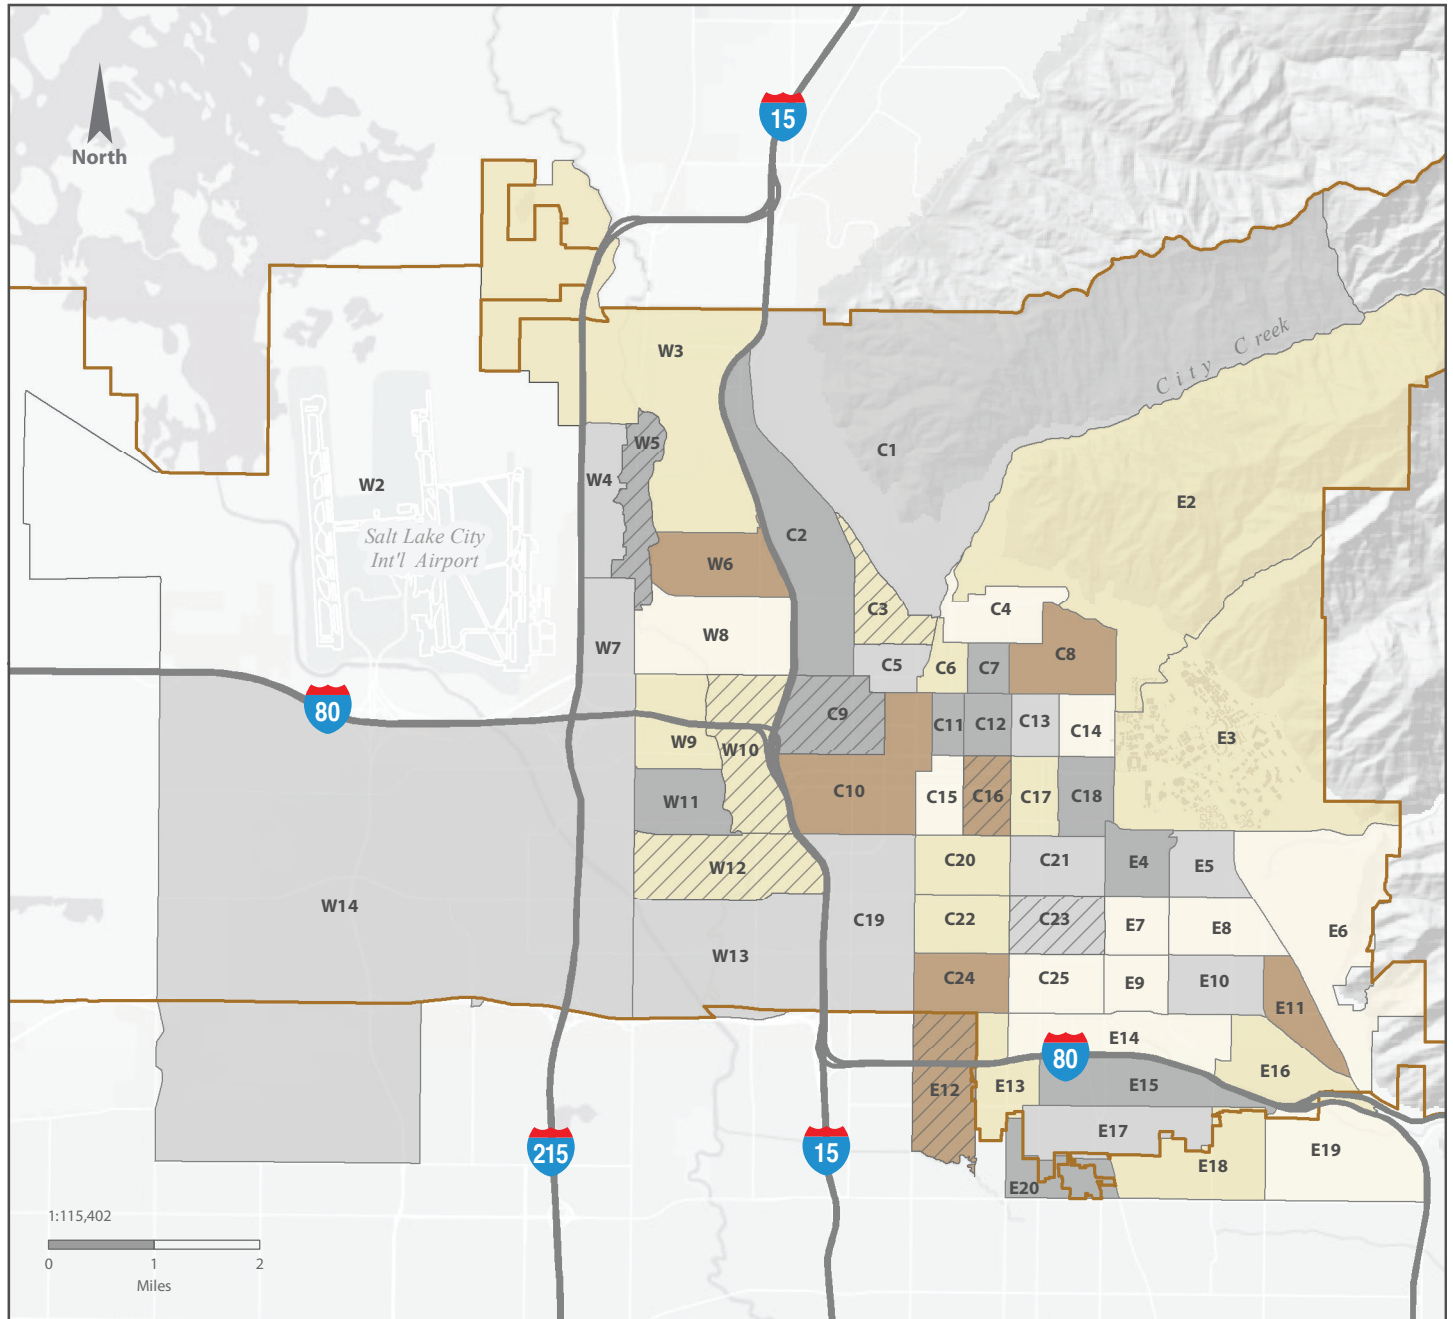 15
North
W3
City Creek
W5
C1
W4
W2
E2
Salt Lake City
Int'l Airport
C2
W6
C3
C4
W8
W7
C8
C5
C6
C7
80
C9
C11
C12
C13
C14
E3
W9
W10
C10
C15
C16
C17
C18
W11
C20
C21
E4
E5
W12
W14
C19
C22
C23
E7
E8
E6
W13
C24
C25
E9
E10
E11
E14
80
E16
E12
E13
E15
E17
215
15
E18
E19
E20
1:115,402
0 1 2
Miles